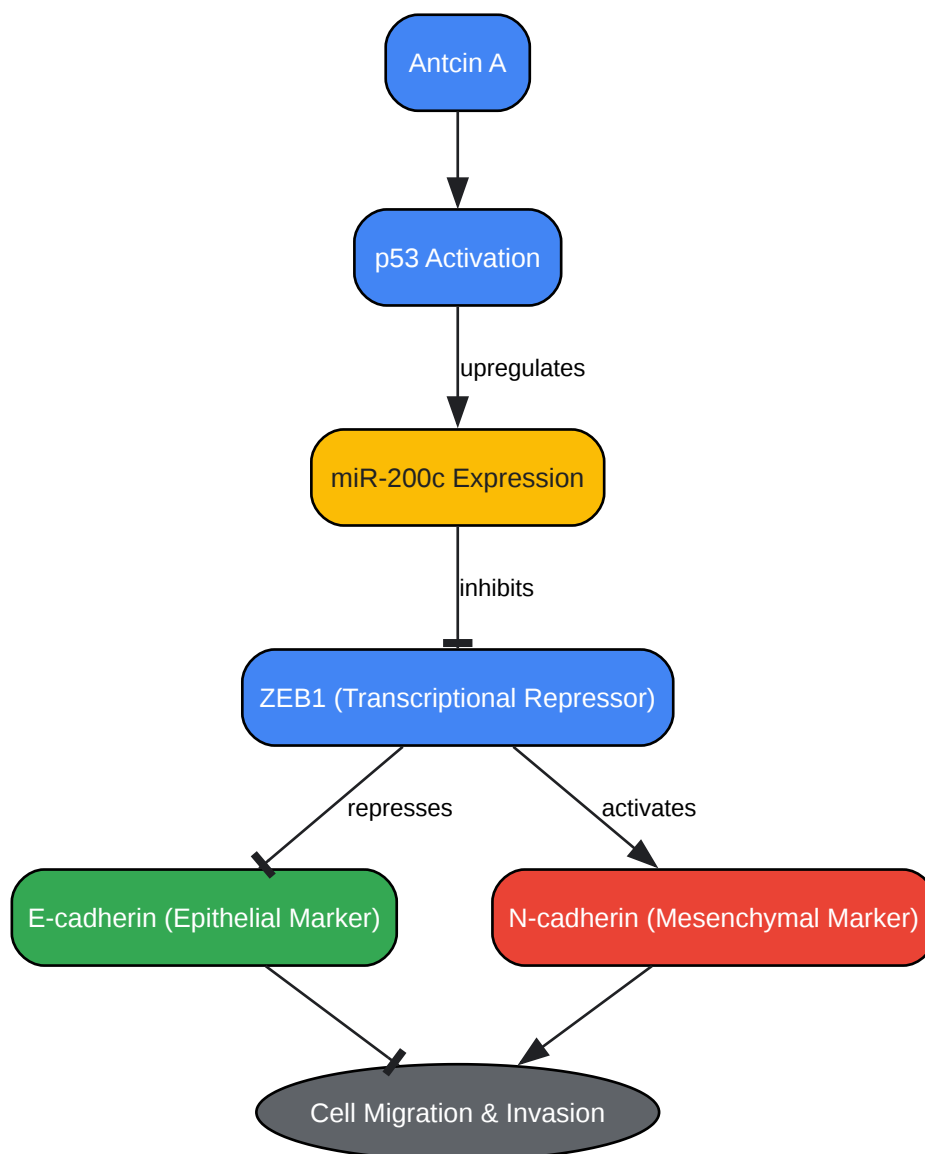 Antcin A
p53 Activation
upregulates
miR-200c Expression
inhibits
ZEB1 (Transcriptional Repressor)
represses
activates
E-cadherin (Epithelial Marker)
N-cadherin (Mesenchymal Marker)
Cell Migration & Invasion